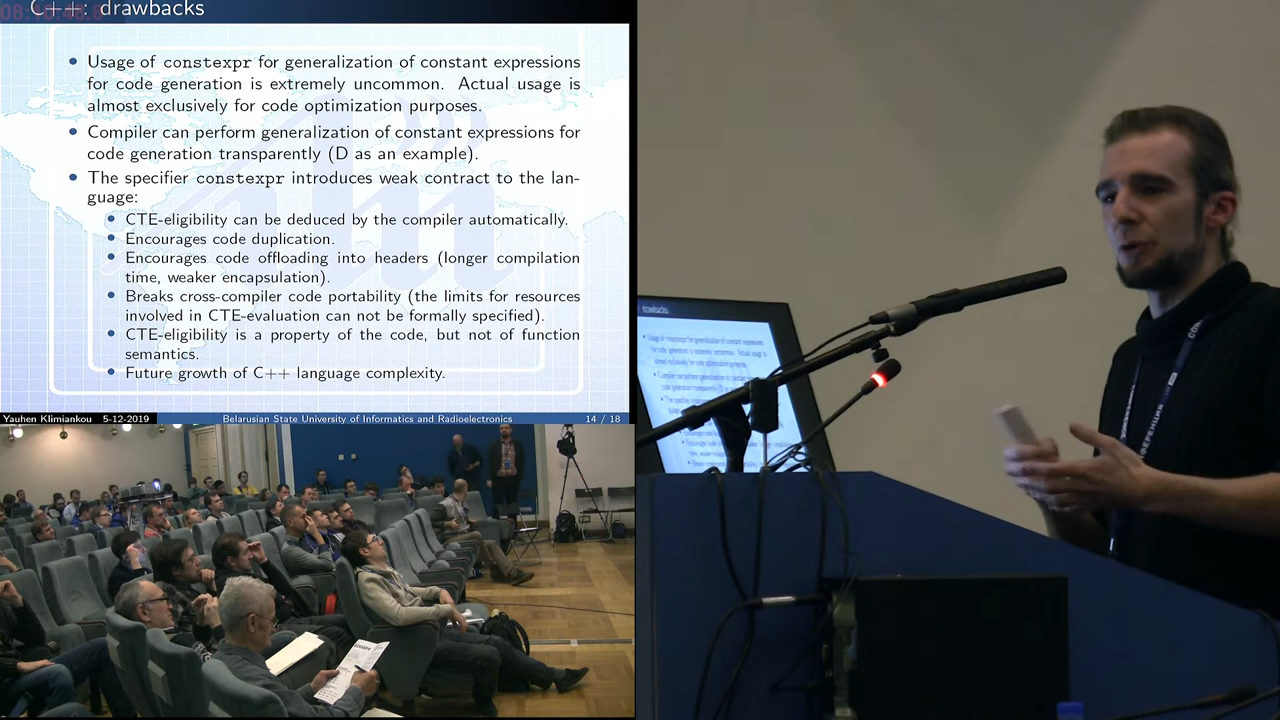 C++: drawbacks
Usage of constexpr for generalization of constant expressions
for code generation is extremely uncommon. Actual usage is
almost exclusively for code optimization purposes.
Compiler can perform generalization of constant expressions for
code generation transparently (D as an example).
The specifier constexpr introduces weak contract to the lan-
guage:
CTE-eligibility can be deduced by the compiler automatically.
Encourages code duplication.
Encourages code offloading into headers (longer compilation
time, weaker encapsulation).
Breaks cross-compiler code portability (the limits for resources
involved in CTE-evaluation can not be formally specified).
CTE-eligibility is a property of the code, but not of function
semantics.
Future growth of C++ language complexity.
Yauhen Klimiankou 5-12-2019 Belarusian State University of Informatics and Radioelectronics 14 / 18
drawbacks